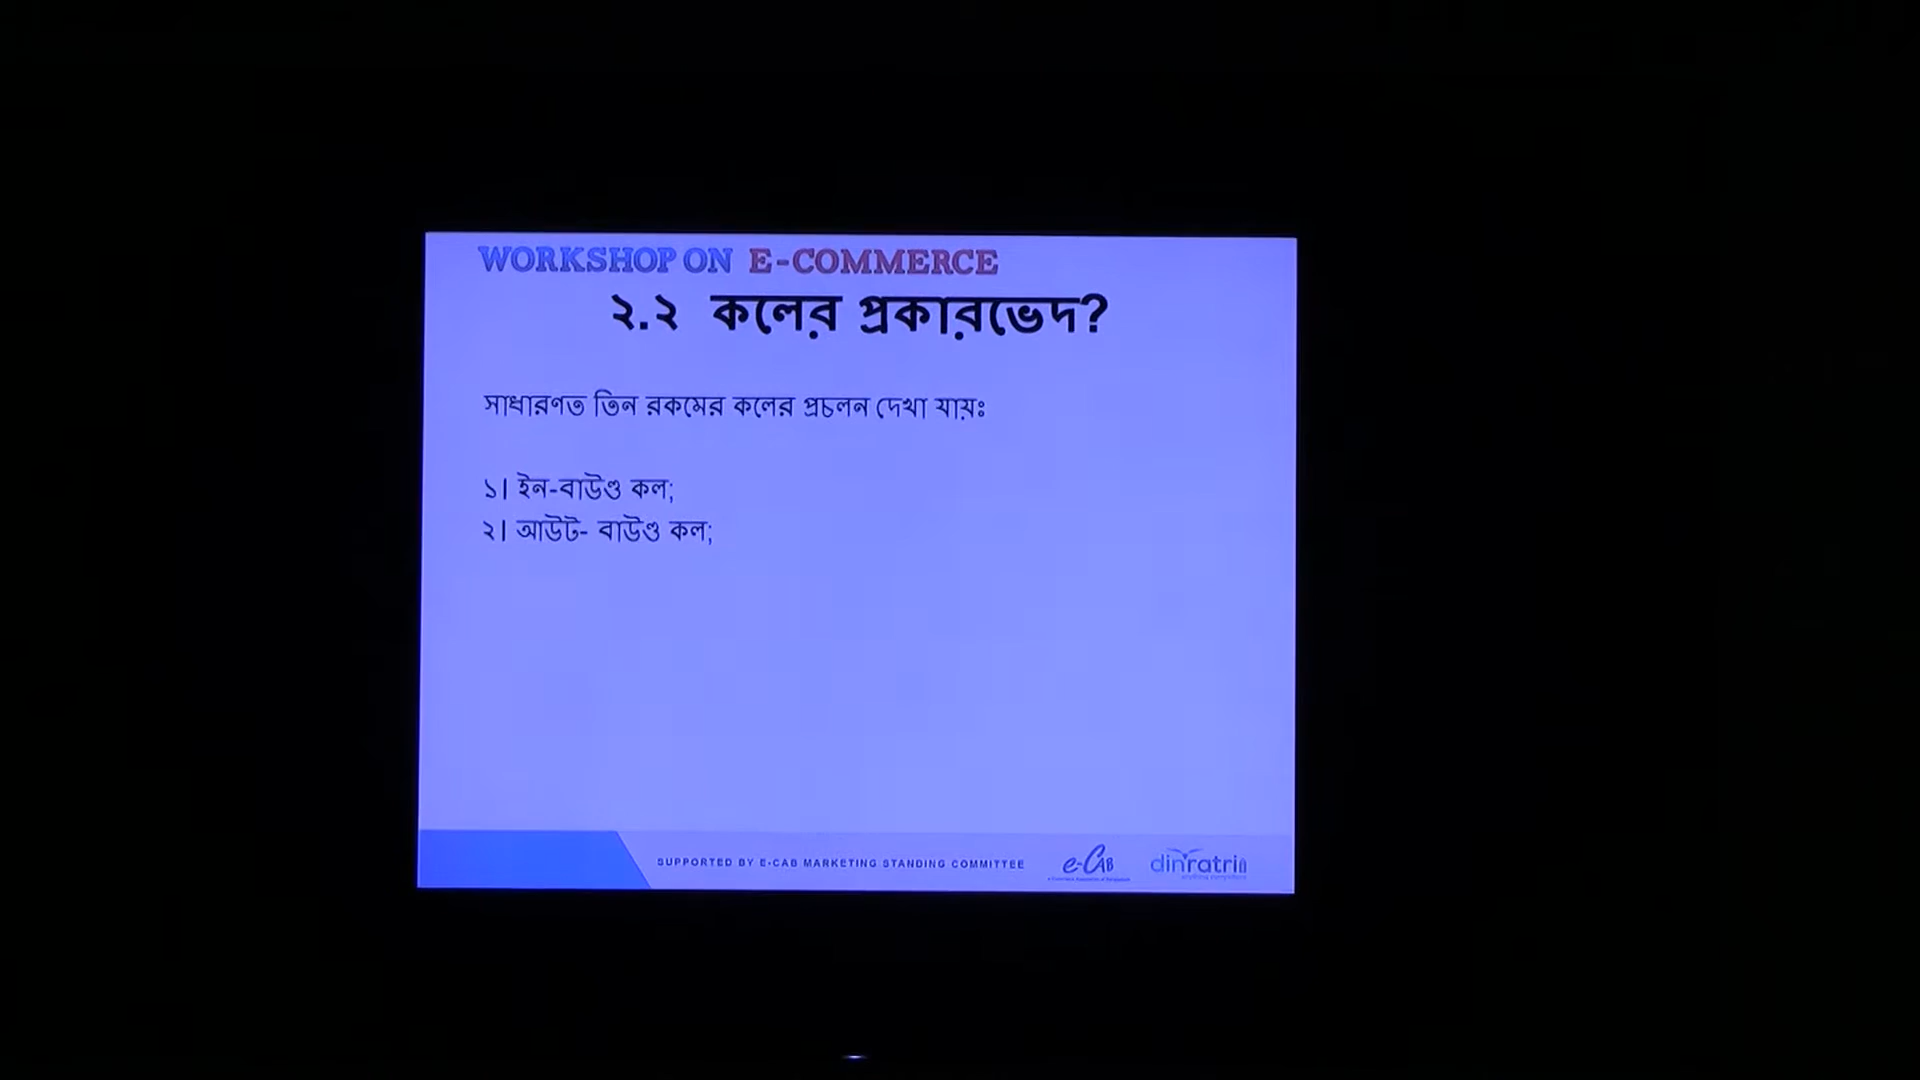 WORKSHOP ON E-COMMERCE
২.২ কলের প্রকারভেদ?
সাধারণত তিন রকমের কলের প্রচলন দেখা যায়ঃ
১। ইন-বাউণ্ড কল;
২। আউট- বাউণ্ড কল;
SUPPORTED BY E-CAB MARKETING STANDING COMMITTEE
e-CAB
dinratrii